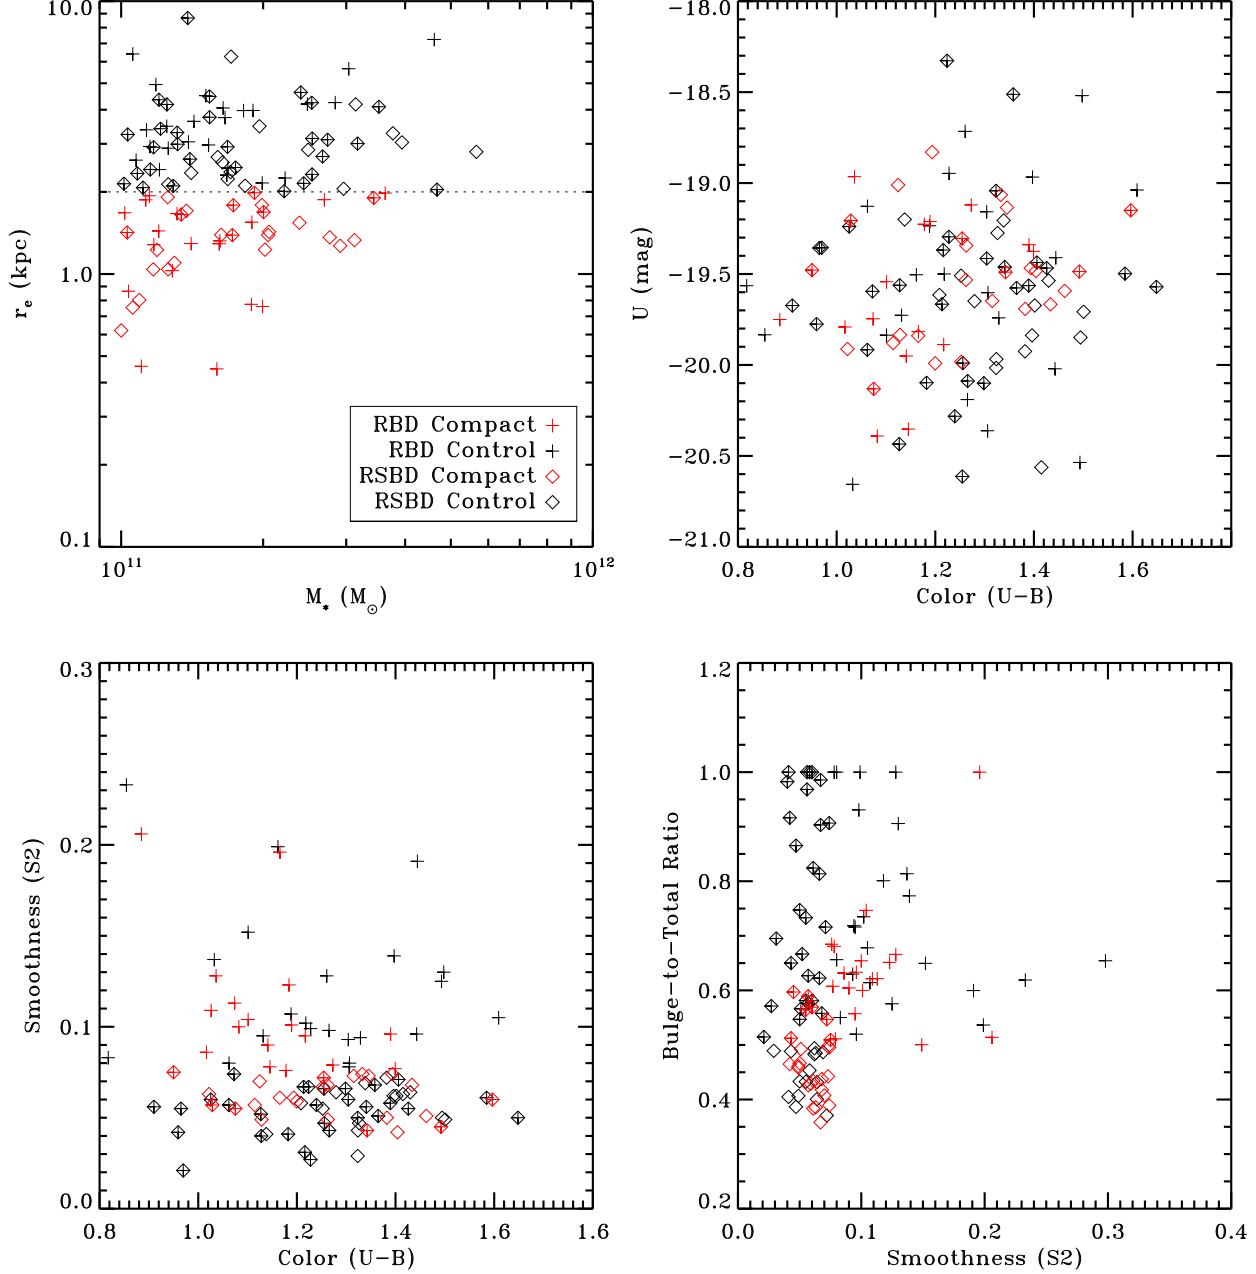 10.0
1.0
0.1
r_e (kpc)
10^11
10^12
M_* (M_⊙)
RBD Compact
RBD Control
RSBD Compact
RSBD Control
−18.0
−18.5
−19.0
−19.5
−20.0
−20.5
−21.0
U (mag)
0.8 1.0 1.2 1.4 1.6
Color (U−B)
0.3
0.2
0.1
0.0
Smoothness (S2)
0.8 1.0 1.2 1.4 1.6 1.6
Color (U−B)
1.2
1.0
0.8
0.6
0.4
0.2
Bulge−to−Total Ratio
0.0 0.1 0.2 0.3 0.4
Smoothness (S2)